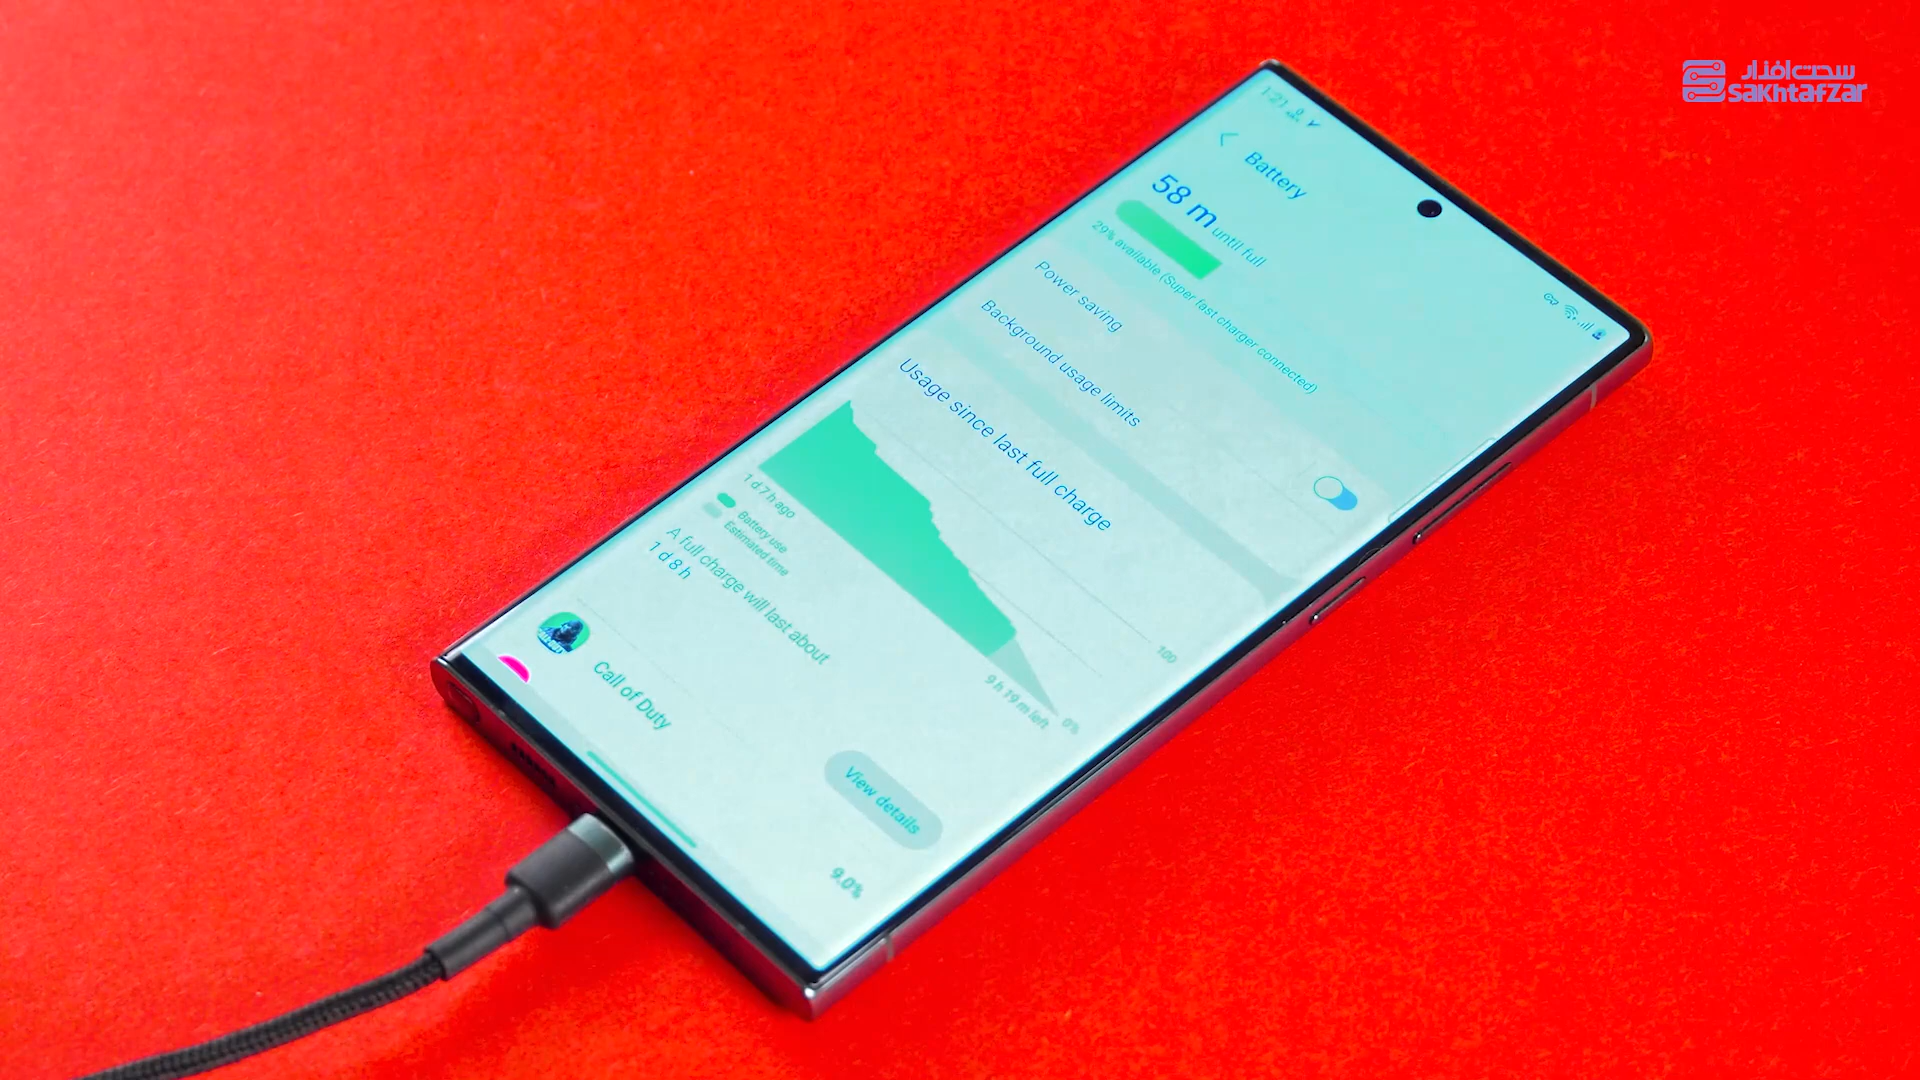 سخت‌افزار
sakhtafzar
1:21
Battery
58 m until full
29% available (Super fast charger connected)
Power saving
Background usage limits
Usage since last full charge
100
0%
1 d 7 h ago
9 h 19 m left
Battery use
Estimated time
A full charge will last about
1 d 8 h
View details
Call of Duty
9.0%